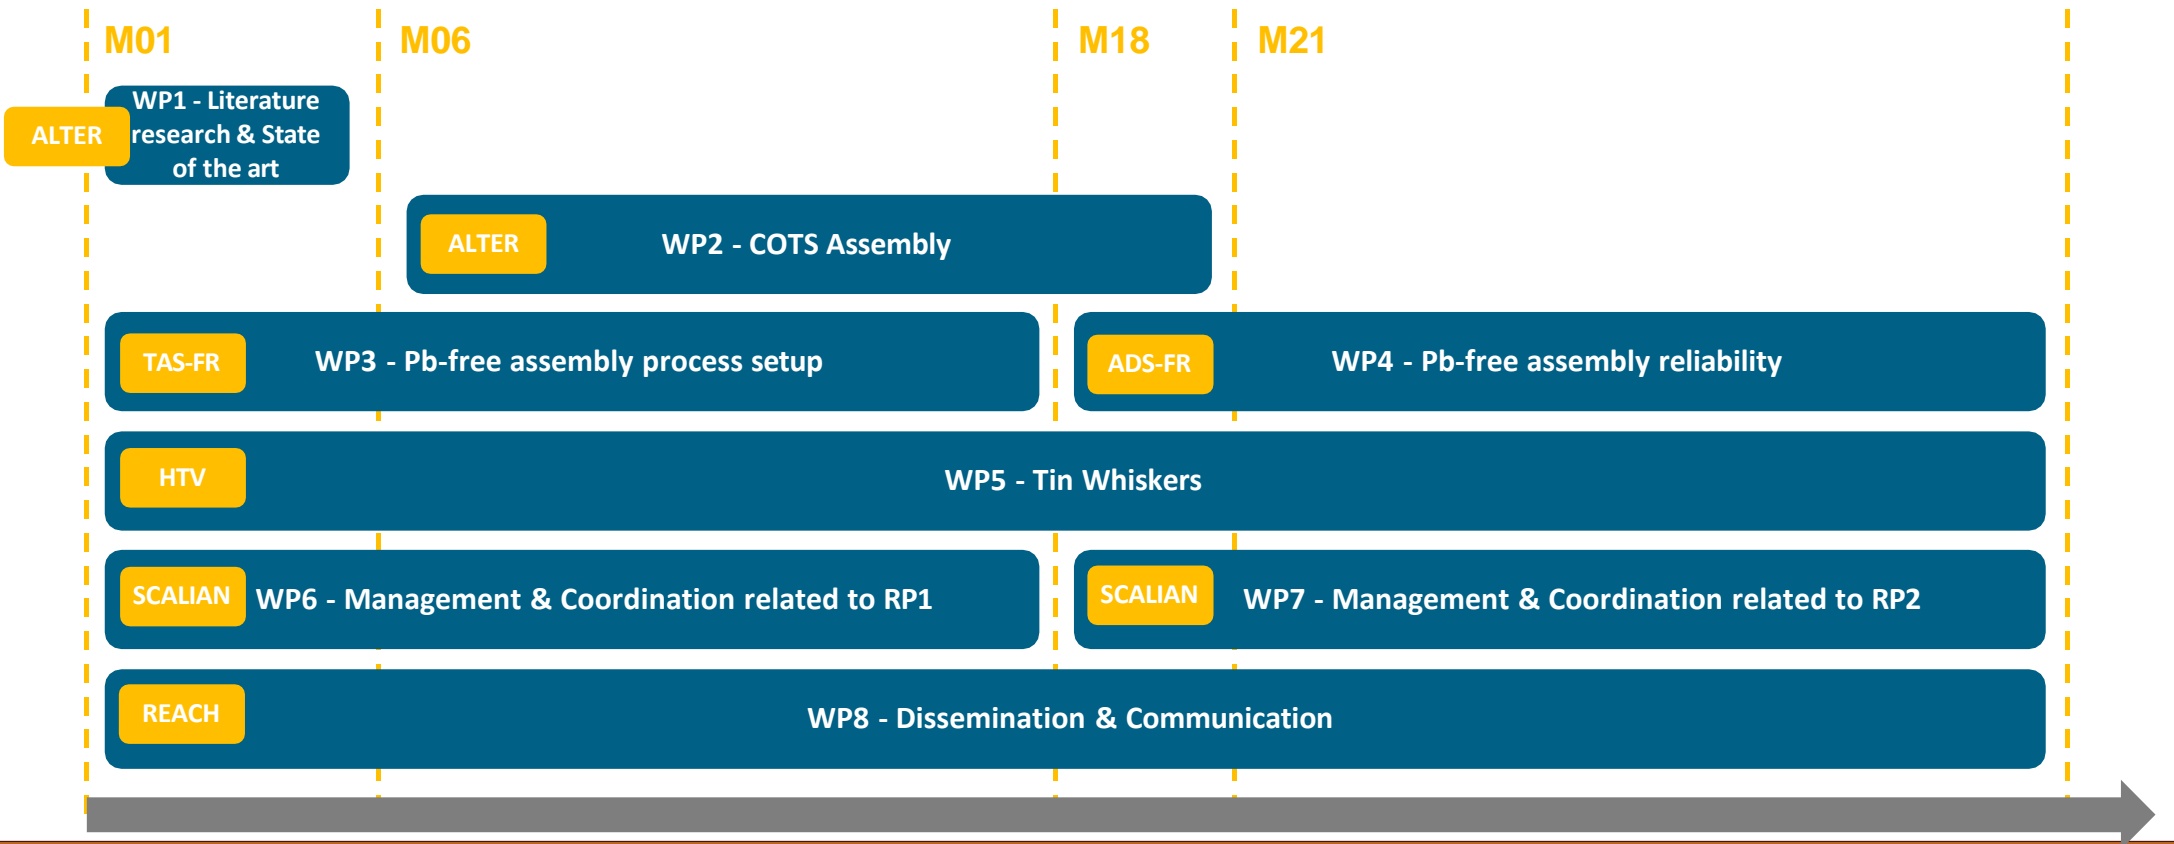 M01
M06
M18
M21
ALTER
WP1 - Literature
research & State
of the art
ALTER
WP2 - COTS Assembly
TAS-FR
WP3 - Pb-free assembly process setup
ADS-FR
WP4 - Pb-free assembly reliability
HTV
WP5 - Tin Whiskers
SCALIAN
WP6 - Management & Coordination related to RP1
SCALIAN
WP7 - Management & Coordination related to RP2
REACH
WP8 - Dissemination & Communication